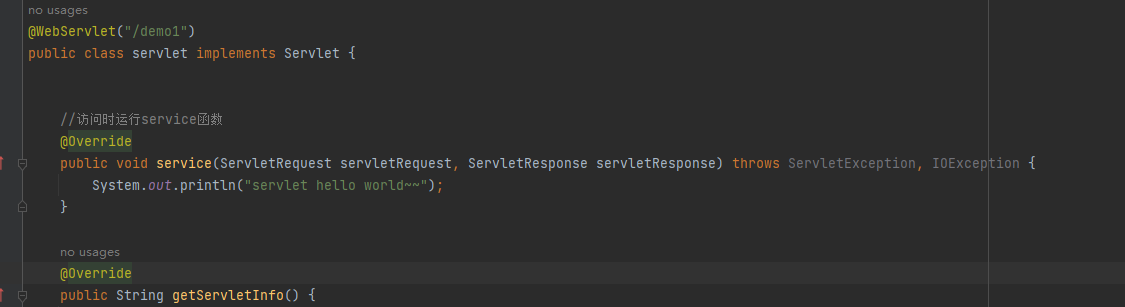 no usages
@WebServlet("/demo1")
public class servlet implements Servlet {
//访问时运行service函数
@Override
public void service(ServletRequest servletRequest, ServletResponse servletResponse) throws ServletException, IOException {
System.out.println("servlet hello world~~");
}
no usages
@Override
public String getServletInfo() {